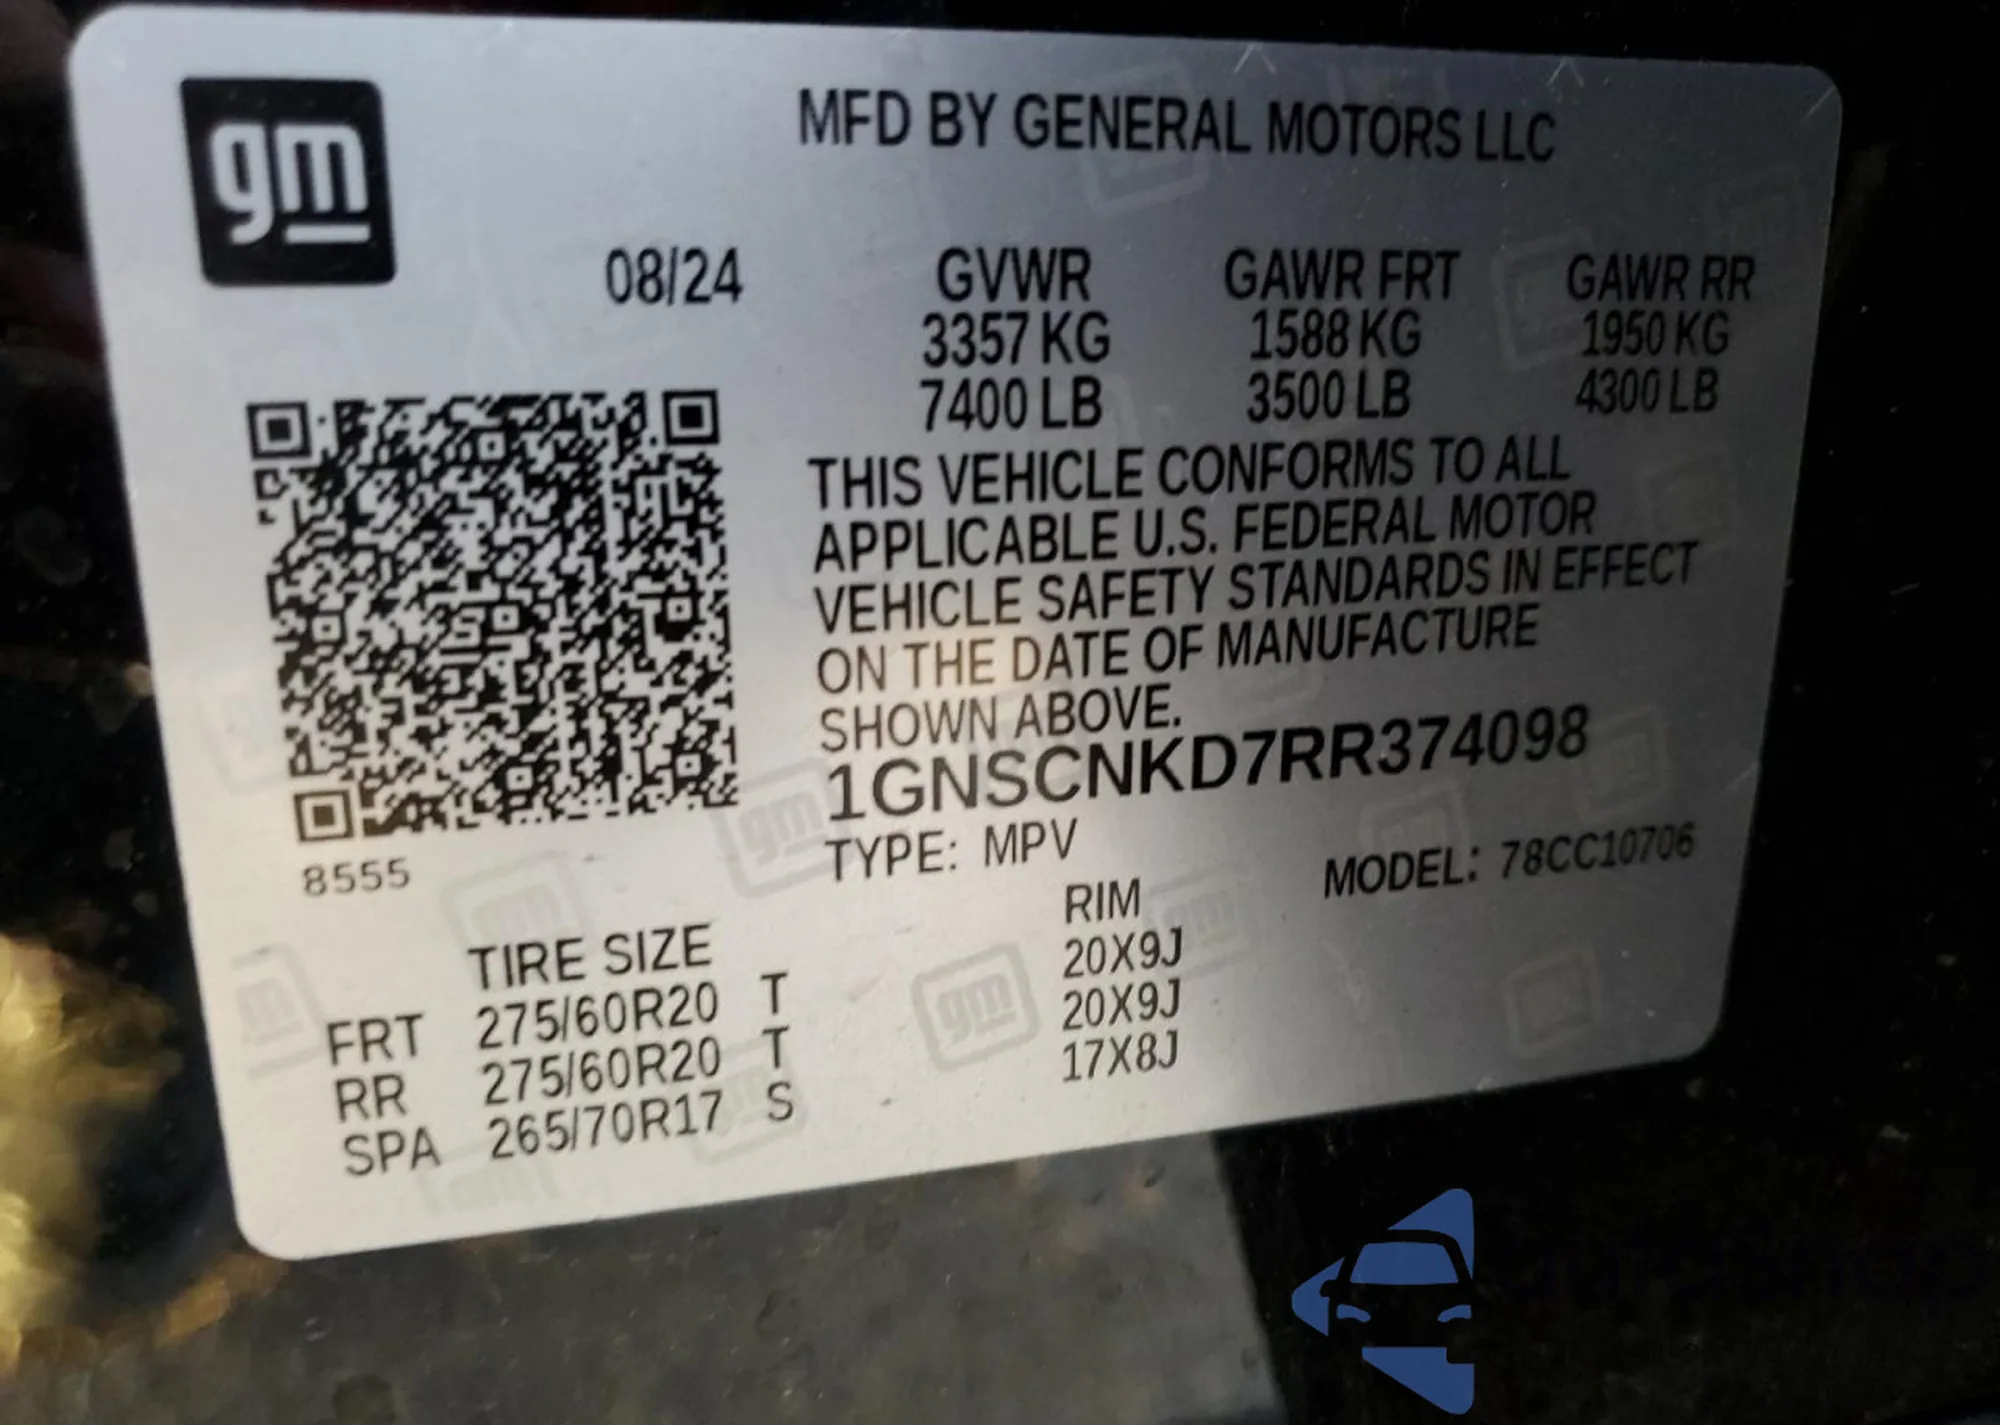 gm
MFD BY GENERAL MOTORS LLC
08/24 GVWR GAWR FRT GAWR RR
3357 KG 1588 KG 1950 KG
7400 LB 3500 LB 4300 LB
THIS VEHICLE CONFORMS TO ALL
APPLICABLE U.S. FEDERAL MOTOR
VEHICLE SAFETY STANDARDS IN EFFECT
ON THE DATE OF MANUFACTURE
SHOWN ABOVE.
1GNSCNKD7RR374098
8555
TYPE: MPV MODEL: 78CC10706
TIRE SIZE RIM
FRT 275/60R20 T 20X9J
RR 275/60R20 T 20X9J
SPA 265/70R17 S 17X8J